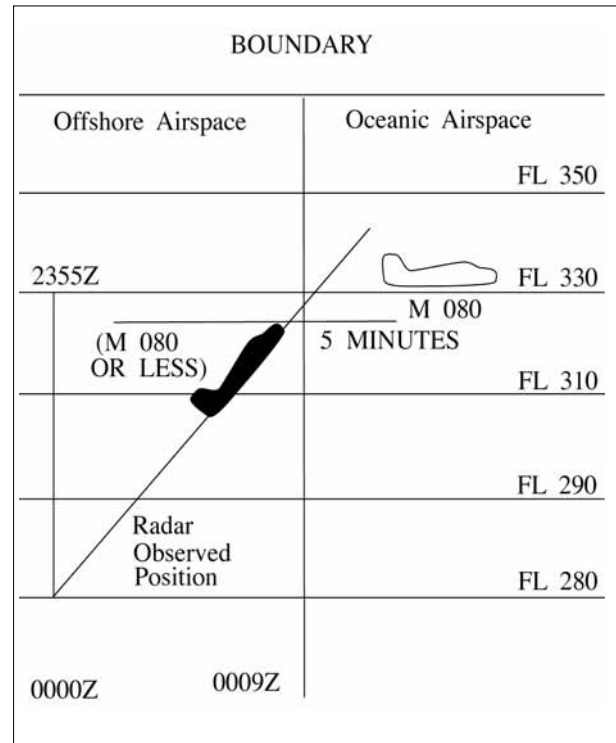 BOUNDARY
Offshore Airspace
Oceanic Airspace
FL 350
2355Z
FL 330
M 080
(M 080
OR LESS)
5 MINUTES
FL 310
FL 290
Radar
Observed
Position
FL 280
0000Z
0009Z